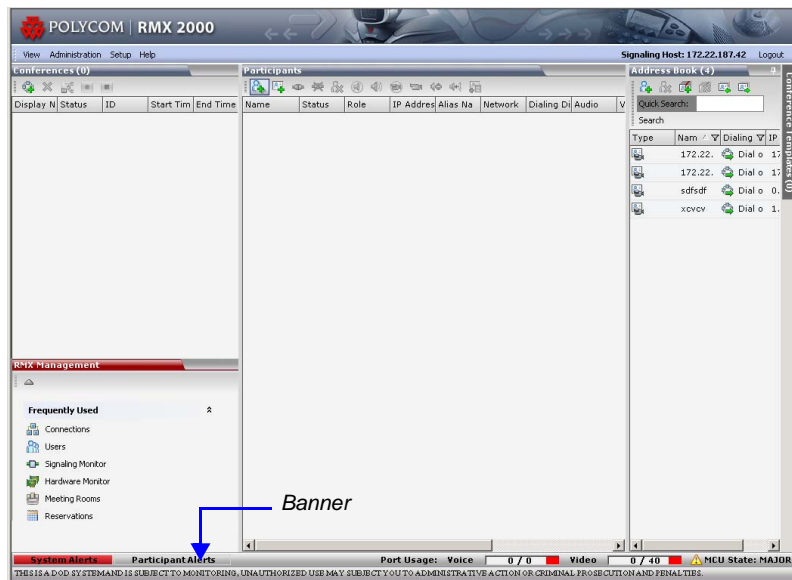 POLYCOM | RMX 2000
View Administration Setup Help
Signaling Host: 172.22.187.42 Logout
Conferences (0)
Display N Status ID Start Tim End Time
Participants
Name Status Role IP Addres Alias Na Network Dialing Di Audio V
Address Book (4)
Quick Search:
Search
Type Nam Dialing IP
172.22. Dial o 17
172.22. Dial o 17
sdfsdf Dial o 0.
xcvcv Dial o 1.
Conference Templates (0)
RMX Management
Frequently Used
Connections
Users
Signaling Monitor
Hardware Monitor
Meeting Rooms
Reservations
Banner
System Alerts Participant Alerts Port Usage: Voice 0 / 0 Video 0 / 40 MCU State: MAJOR
THIS IS A DOD SYSTEM AND IS SUBJECT TO MONITORING, UNAUTHORIZED USE MAY SUBJECT YOU TO ADMINISTRATIVE ACTION OR CRIMINAL PROSECUTION AND PENALTIES.